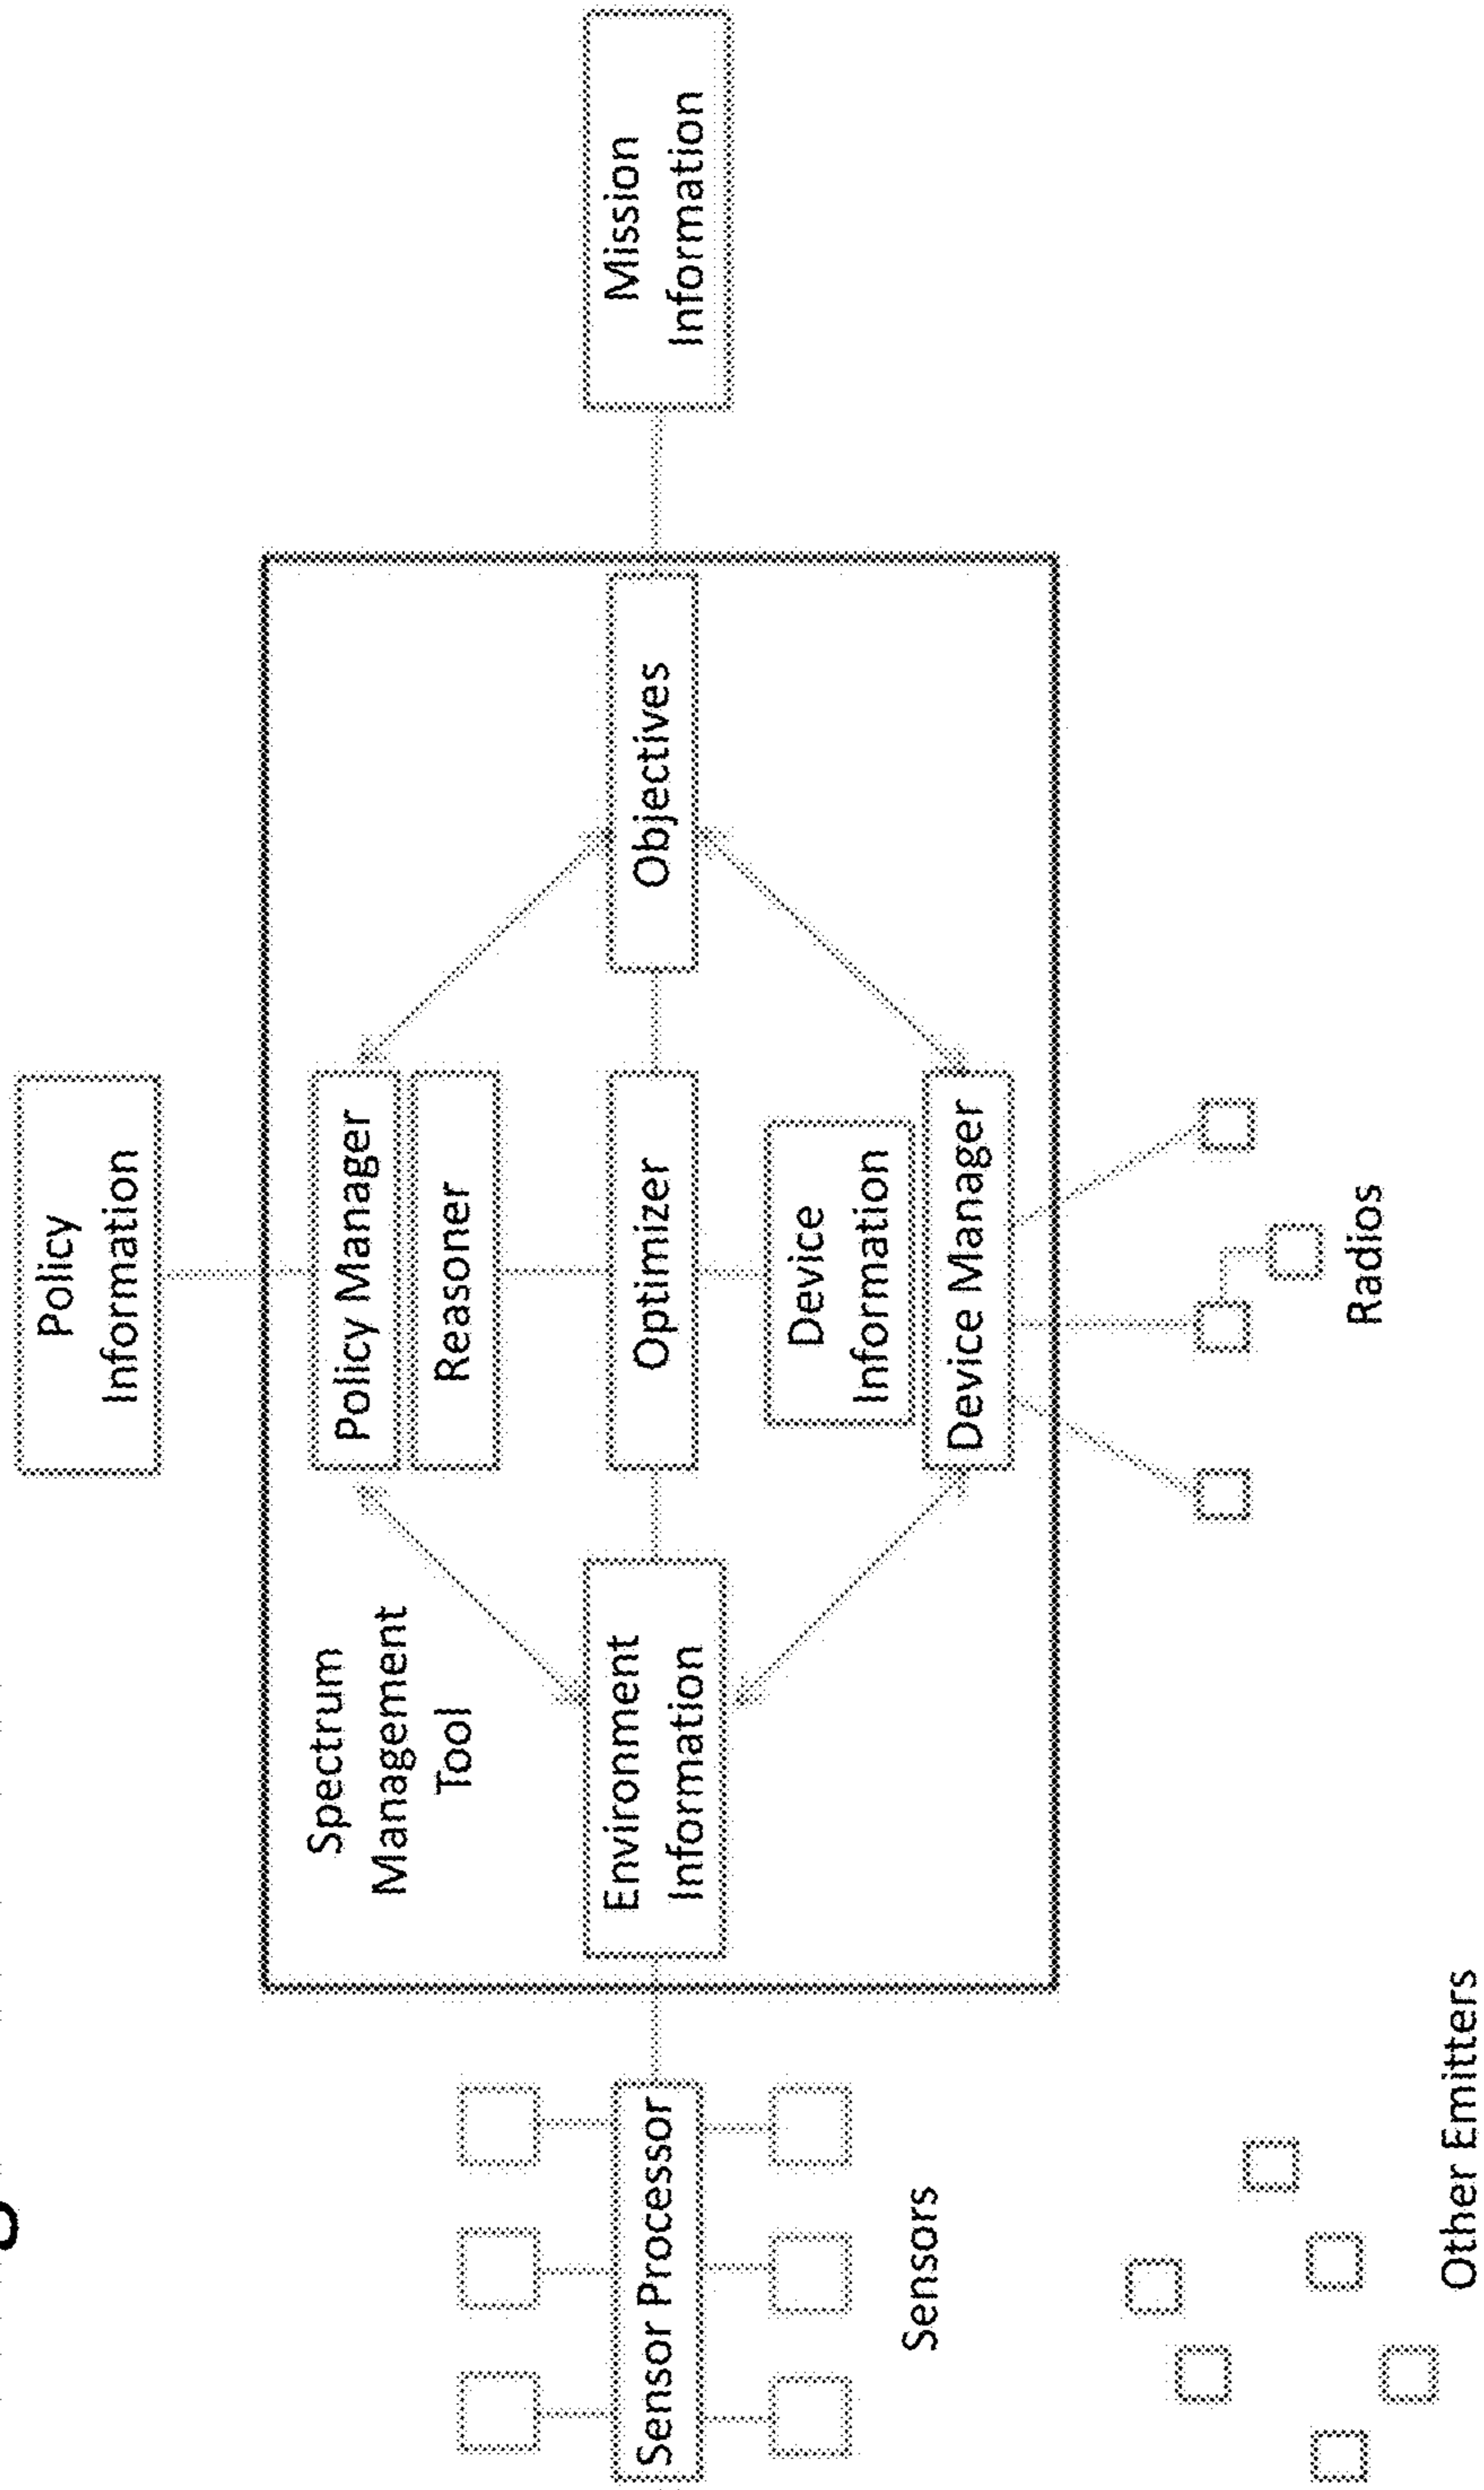 Policy
Information
Spectrum
Management
Tool
Policy Manager
Reasoner
Sensor Processor
Environment
Information
Optimizer
Objectives
Mission
Information
Device
Information
Device Manager
Sensors
Radios
Other Emitters